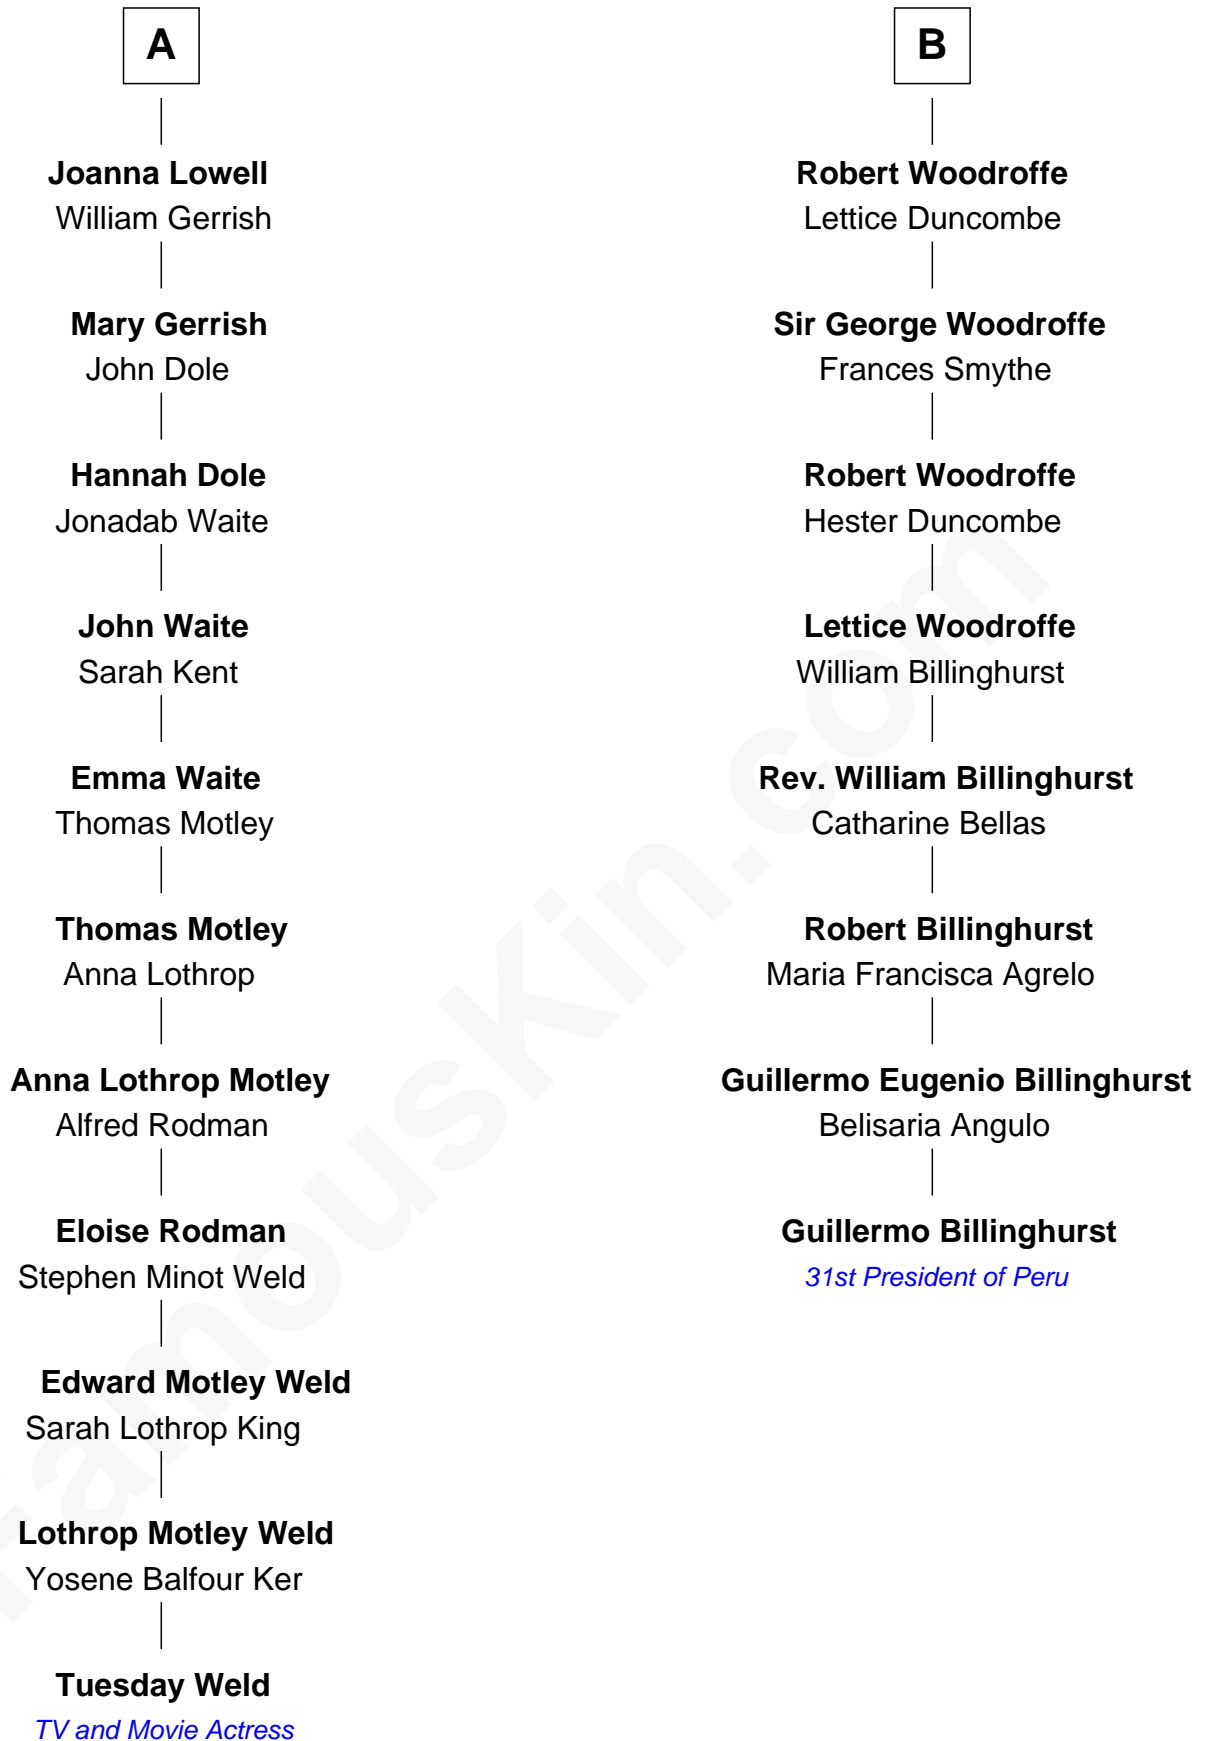 A
Joanna Lowell
William Gerrish
Mary Gerrish
John Dole
Hannah Dole
Jonadab Waite
John Waite
Sarah Kent
Emma Waite
Thomas Motley
Thomas Motley
Anna Lothrop
Anna Lothrop Motley
Alfred Rodman
Eloise Rodman
Stephen Minot Weld
Edward Motley Weld
Sarah Lothrop King
Lothrop Motley Weld
Yosene Balfour Ker
Tuesday Weld
TV and Movie Actress
B
Robert Woodroffe
Lettice Duncombe
Sir George Woodroffe
Frances Smythe
Robert Woodroffe
Hester Duncombe
Lettice Woodroffe
William Billinghurst
Rev. William Billinghurst
Catharine Bellas
Robert Billinghurst
Maria Francisca Agrelo
Guillermo Eugenio Billinghurst
Belisaria Angulo
Guillermo Billinghurst
31st President of Peru
FamousKin.com